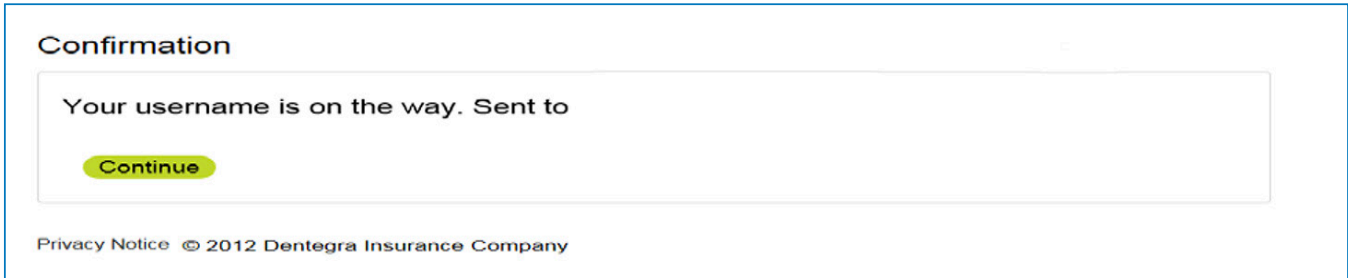 Confirmation
Your username is on the way. Sent to
Continue
Privacy Notice © 2012 Dentegra Insurance Company